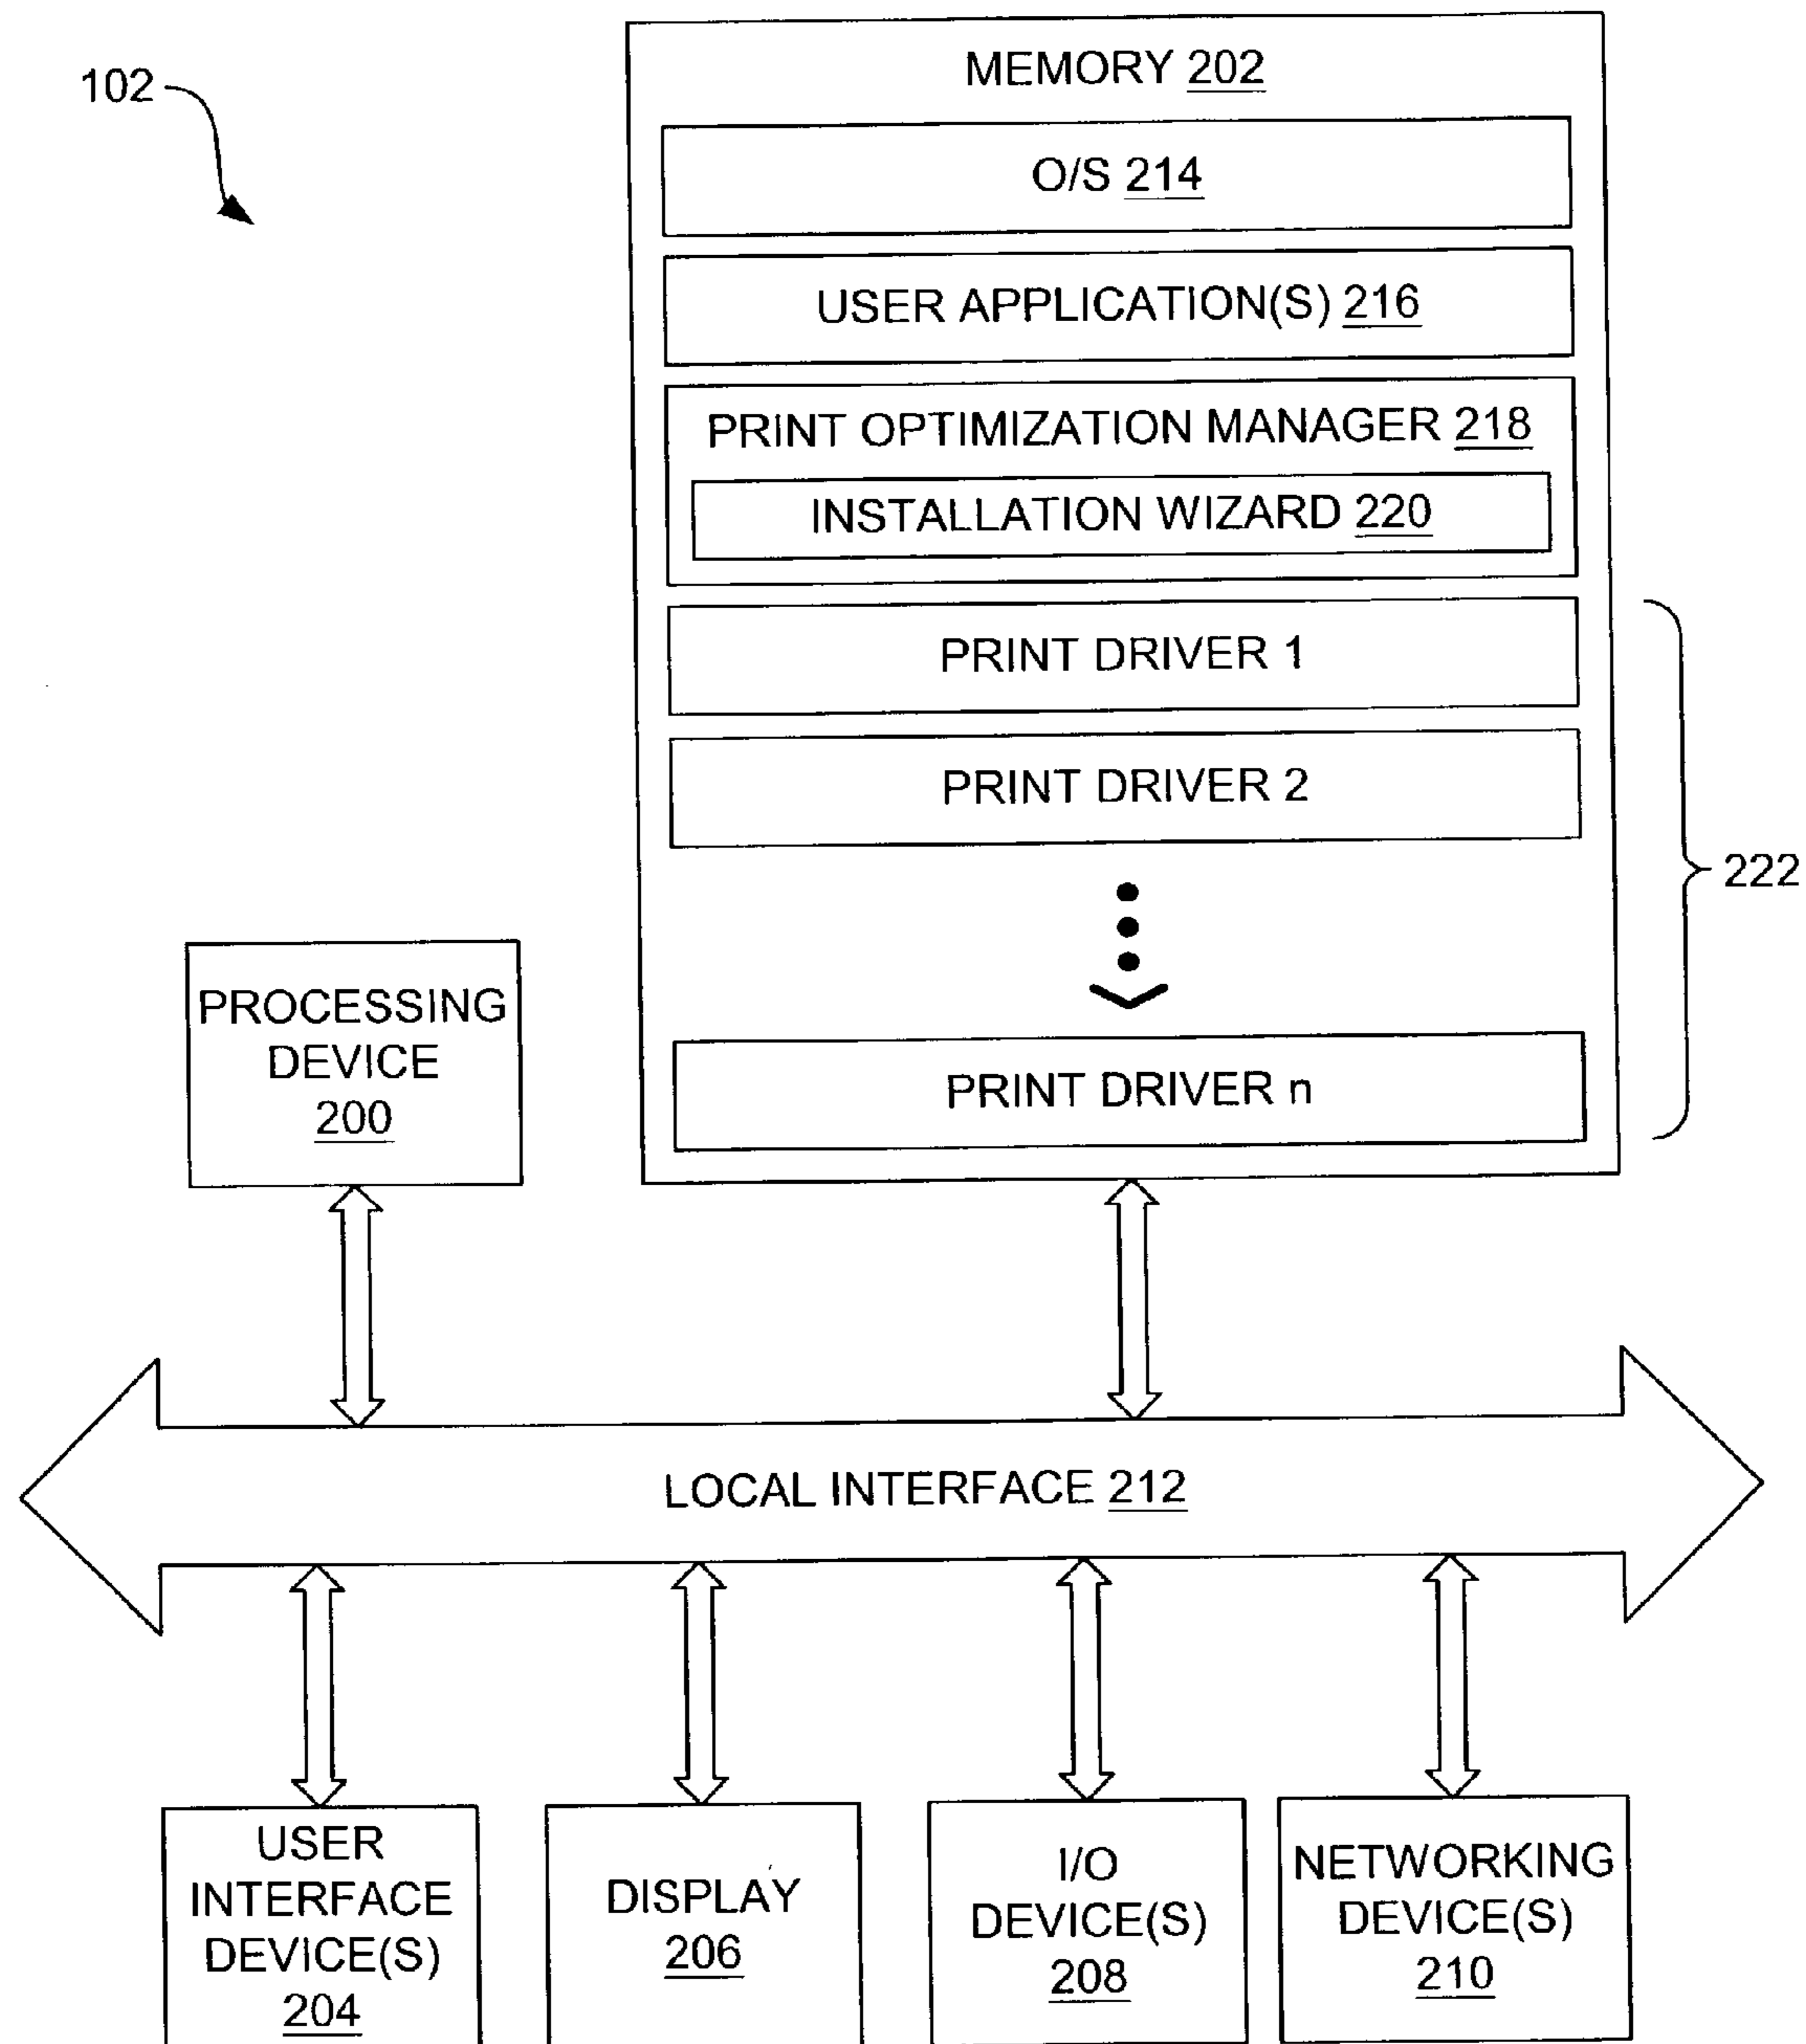 102
MEMORY 202
O/S 214
USER APPLICATION(S) 216
PRINT OPTIMIZATION MANAGER 218
INSTALLATION WIZARD 220
PRINT DRIVER 1
PRINT DRIVER 2
222
PRINT DRIVER n
PROCESSING
DEVICE
200
LOCAL INTERFACE 212
USER
INTERFACE
DEVICE(S)
204
DISPLAY
206
I/O
DEVICE(S)
208
NETWORKING
DEVICE(S)
210